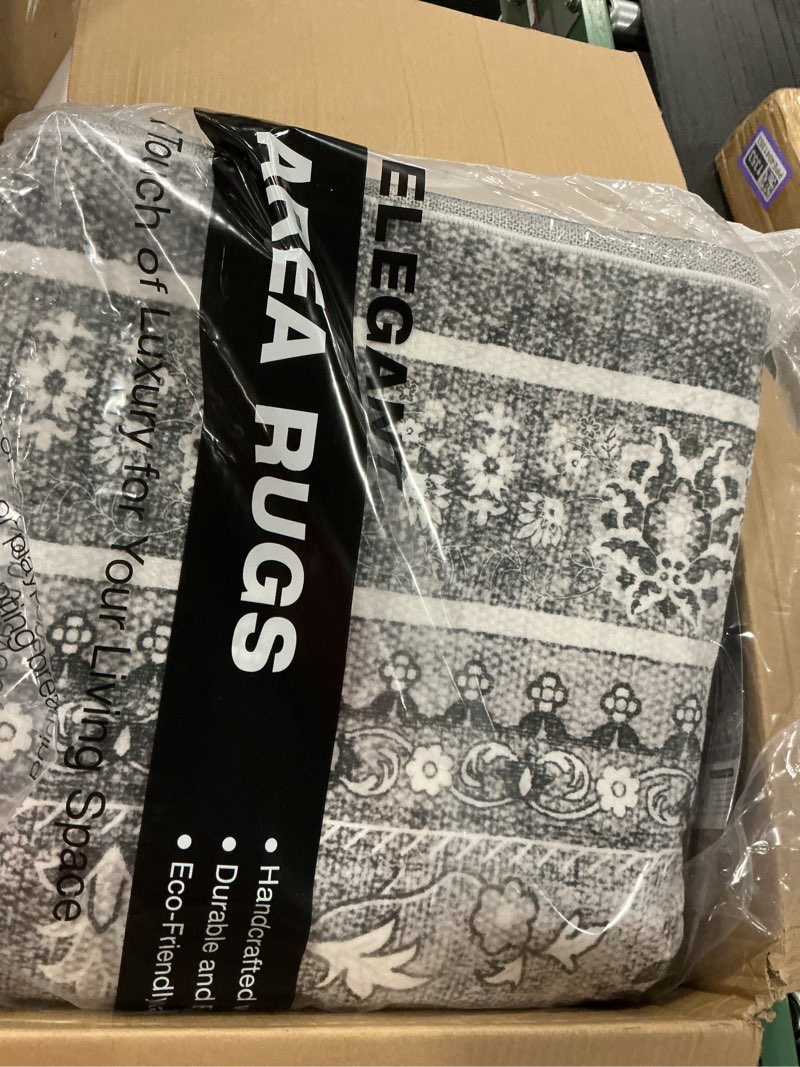 ELEGANT
AREA RUGS
Touch of Luxury for Your Living Space
• Handcrafted
• Durable and
• Eco-Friendly